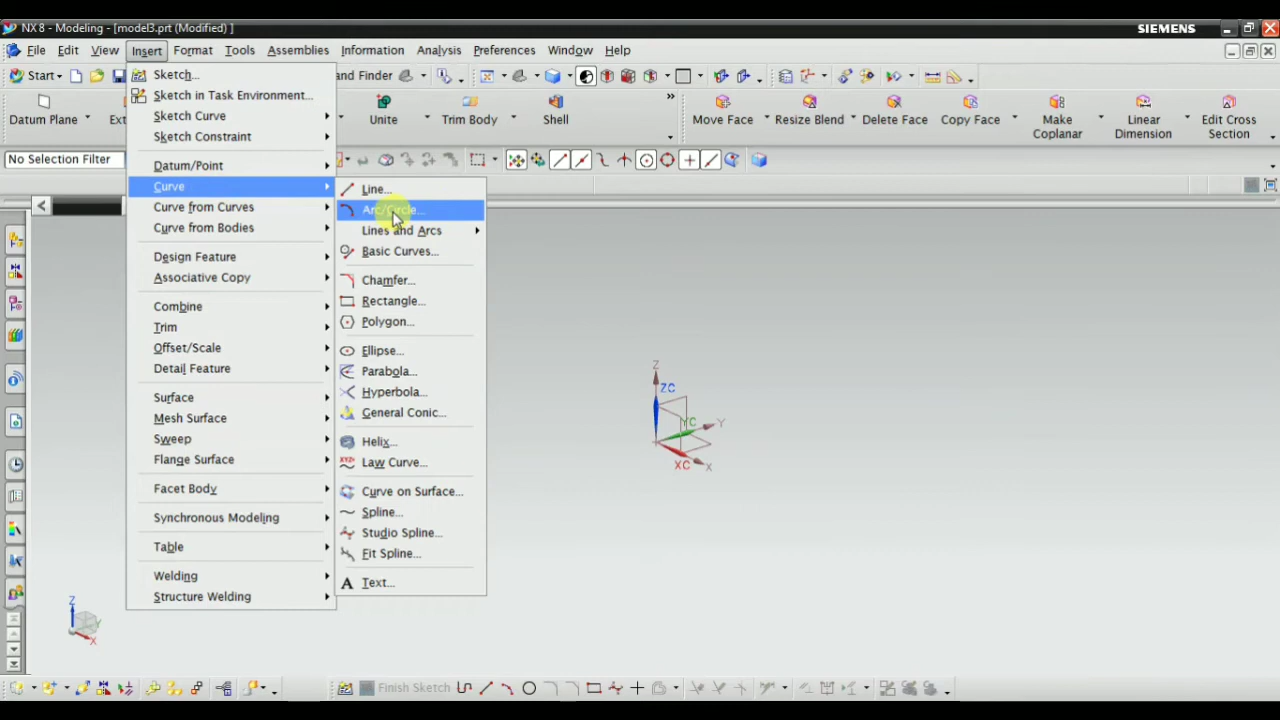 NX 8 - Modeling - [model3.prt (Modified) ]
SIEMENS
File Edit View Insert Format Tools Assemblies Information Analysis Preferences Window Help
Start
and Finder
Datum Plane
Ext
Unite
Trim Body
Shell
Move Face
Resize Blend
Delete Face
Copy Face
Make Coplanar
Linear Dimension
Edit Cross Section
No Selection Filter
Sketch...
Sketch in Task Environment...
Sketch Curve
Sketch Constraint
Datum/Point
Curve
Curve from Curves
Curve from Bodies
Design Feature
Associative Copy
Combine
Trim
Offset/Scale
Detail Feature
Surface
Mesh Surface
Sweep
Flange Surface
Facet Body
Synchronous Modeling
Table
Welding
Structure Welding
Line...
Arc/Circle...
Lines and Arcs
Basic Curves...
Chamfer...
Rectangle...
Polygon...
Ellipse...
Parabola...
Hyperbola...
General Conic...
Helix...
Law Curve...
Curve on Surface...
Spline...
Studio Spline...
Fit Spline...
Text...
Z
ZC
YC
Y
XC
X
Z
Y
X
Finish Sketch